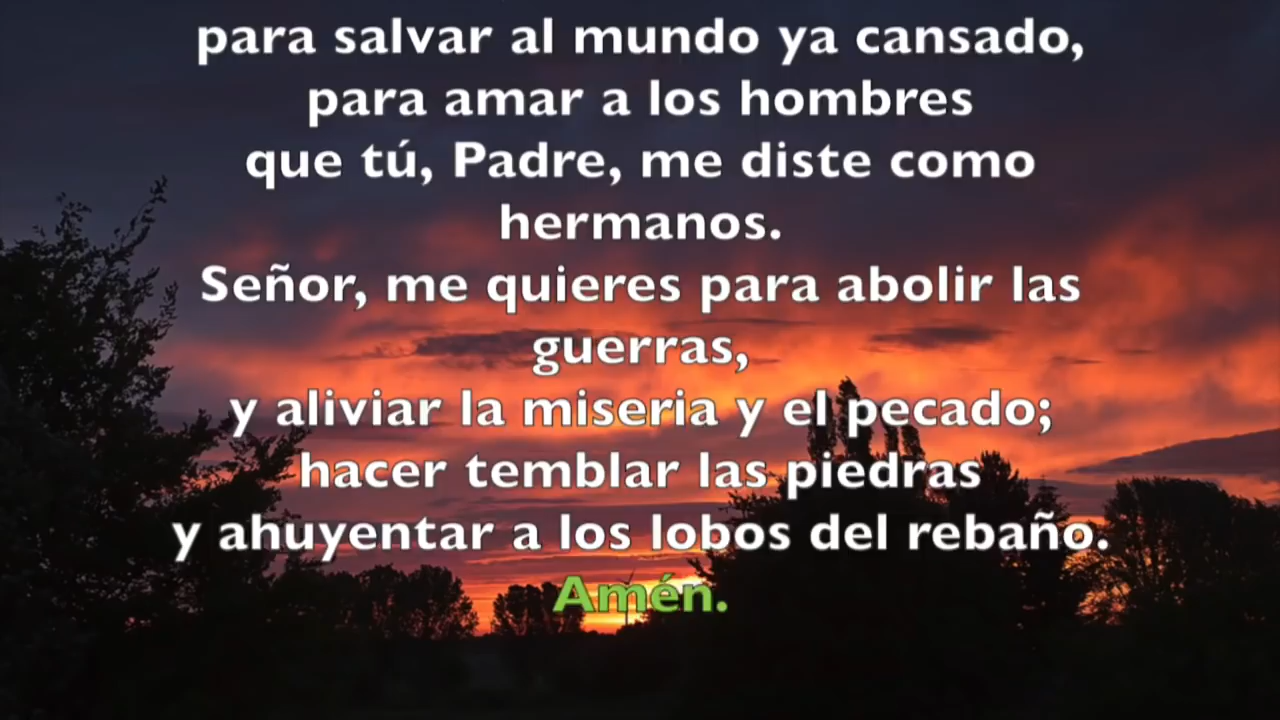 para salvar al mundo ya cansado,
para amar a los hombres
que tú, Padre, me diste como
hermanos.
Señor, me quieres para abolir las
guerras,
y aliviar la miseria y el pecado;
hacer temblar las piedras
y ahuyentar a los lobos del rebaño.
Amén.